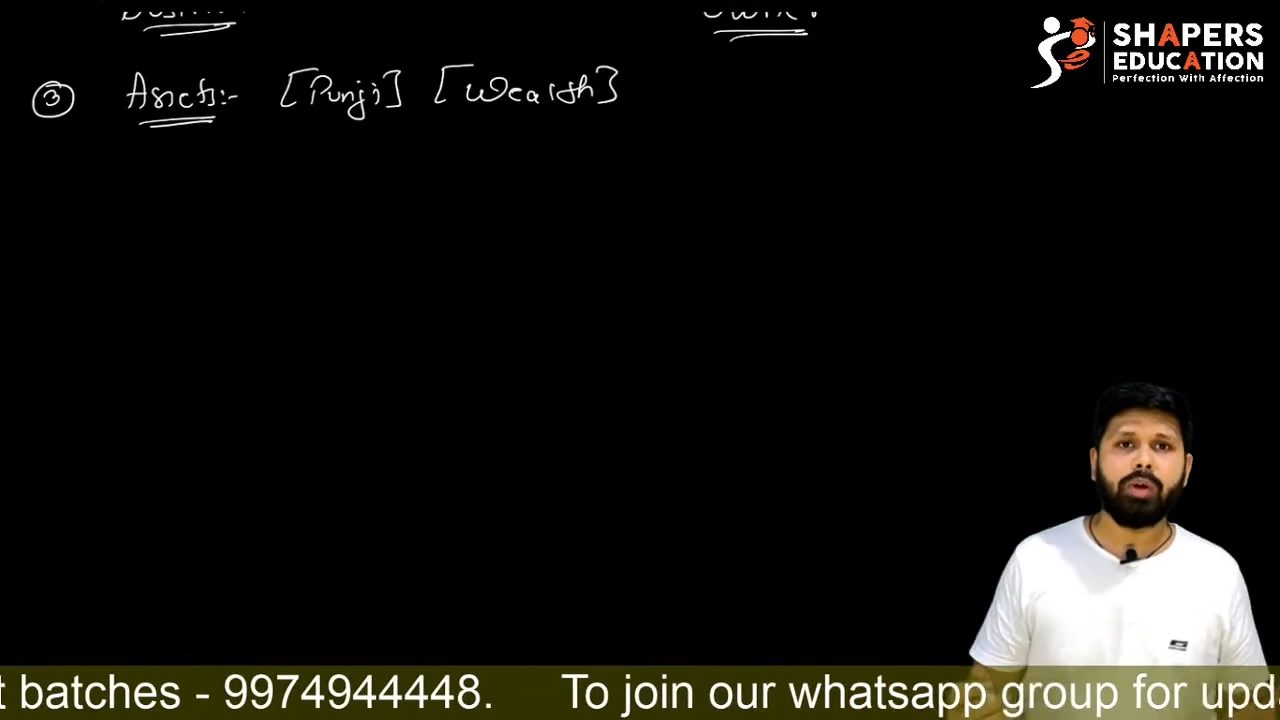 ③ Assets:- [Punji] [Wealth]
SHAPERS
EDUCATION
Perfection With Affection
t batches - 9974944448. To join our whatsapp group for upd